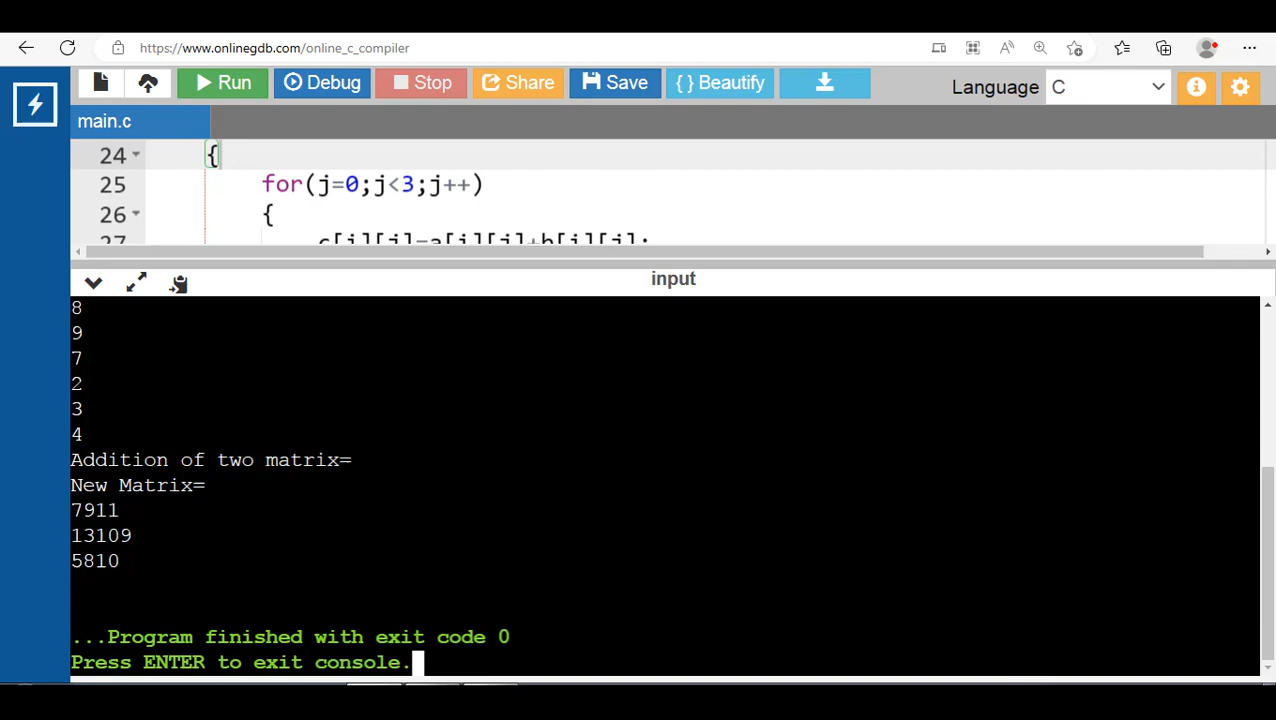 https://www.onlinegdb.com/online_c_compiler
Run Debug Stop Share Save { } Beautify Language C
main.c
24 {
25 for(j=0;j<3;j++)
26 {
27 c[i][j]=a[i][j]+b[i][j];
input
8
9
7
2
3
4
Addition of two matrix=
New Matrix=
7911
13109
5810
...Program finished with exit code 0
Press ENTER to exit console.